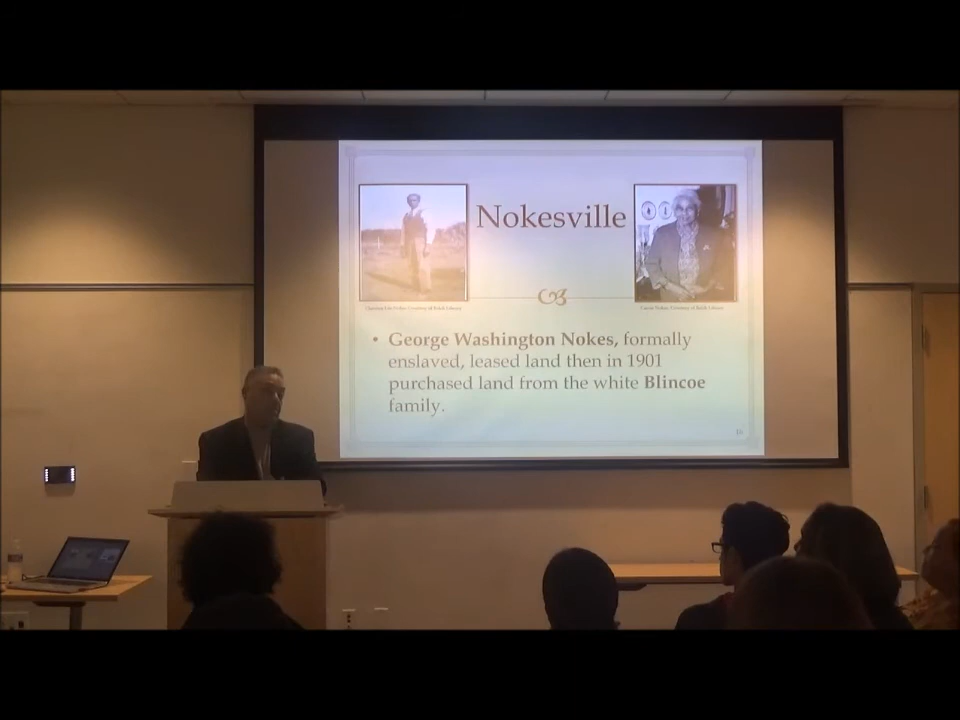 Nokesville
• George Washington Nokes, formally
enslaved, leased land then in 1901
purchased land from the white Blincoe
family.